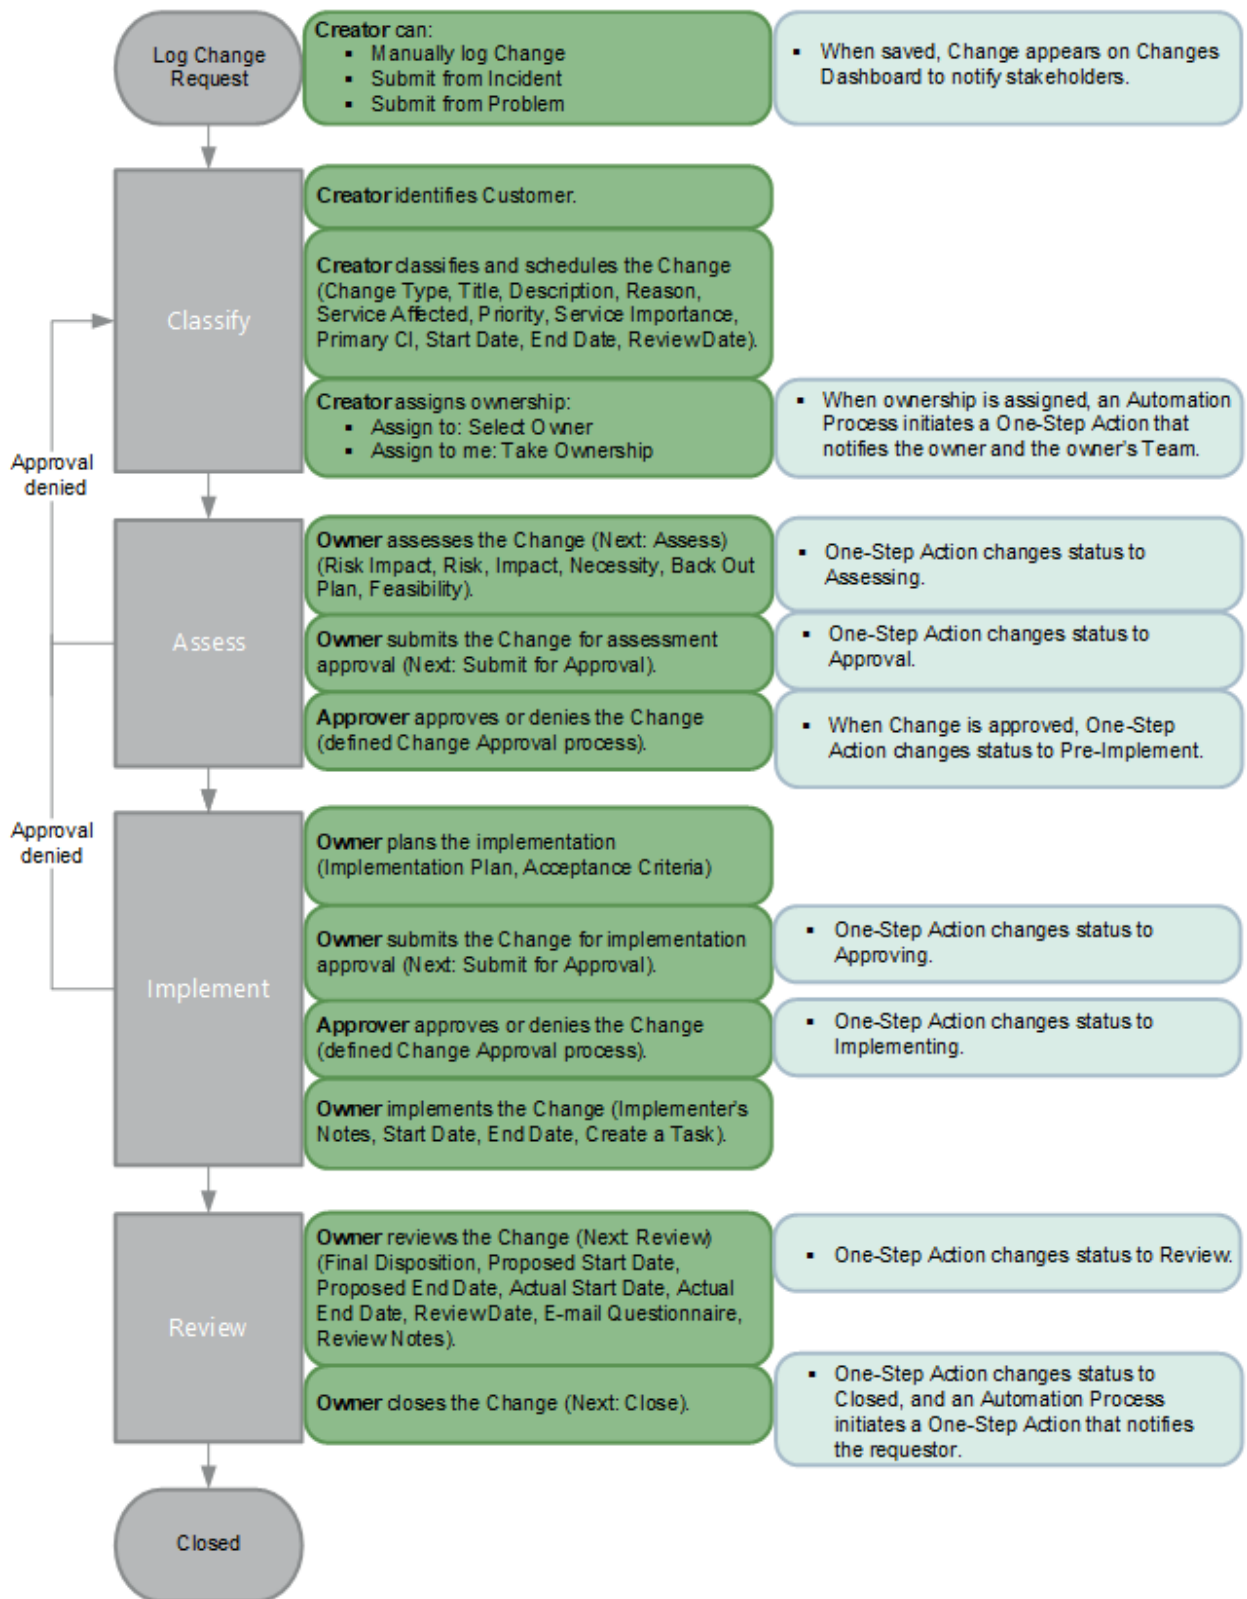 Log Change
Request
Creator can:
▪ Manually log Change
▪ Submit from Incident
▪ Submit from Problem
▪ When saved, Change appears on Changes
Dashboard to notify stakeholders.
Classify
Creator identifies Customer.
Creator classifies and schedules the Change
(Change Type, Title, Description, Reason,
Service Affected, Priority, Service Importance,
Primary CI, Start Date, End Date, Review Date).
Creator assigns ownership:
▪ Assign to: Select Owner
▪ Assign to me: Take Ownership
▪ When ownership is assigned, an Automation
Process initiates a One-Step Action that
notifies the owner and the owner's Team.
Approval
denied
Assess
Owner assesses the Change (Next: Assess)
(Risk Impact, Risk, Impact, Necessity, Back Out
Plan, Feasibility).
▪ One-Step Action changes status to
Assessing.
Owner submits the Change for assessment
approval (Next: Submit for Approval).
▪ One-Step Action changes status to
Approval.
Approver approves or denies the Change
(defined Change Approval process).
▪ When Change is approved, One-Step
Action changes status to Pre-Implement.
Approval
denied
Implement
Owner plans the implementation
(Implementation Plan, Acceptance Criteria)
Owner submits the Change for implementation
approval (Next: Submit for Approval).
▪ One-Step Action changes status to
Approving.
Approver approves or denies the Change
(defined Change Approval process).
▪ One-Step Action changes status to
Implementing.
Owner implements the Change (Implementer's
Notes, Start Date, End Date, Create a Task).
Review
Owner reviews the Change (Next: Review)
(Final Disposition, Proposed Start Date,
Proposed End Date, Actual Start Date, Actual
End Date, Review Date, E-mail Questionnaire,
Review Notes).
▪ One-Step Action changes status to Review.
Owner closes the Change (Next: Close).
▪ One-Step Action changes status to
Closed, and an Automation Process
initiates a One-Step Action that notifies
the requestor.
Closed